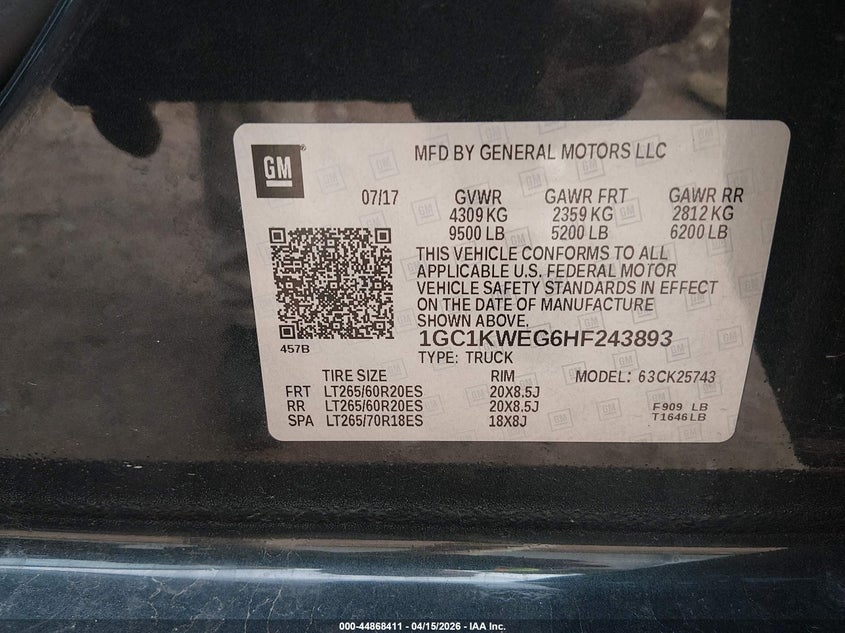 GM
MFD BY GENERAL MOTORS LLC
07/17 GVWR GAWR FRT GAWR RR
4309 KG 2359 KG 2812 KG
9500 LB 5200 LB 6200 LB
THIS VEHICLE CONFORMS TO ALL
APPLICABLE U.S. FEDERAL MOTOR
VEHICLE SAFETY STANDARDS IN EFFECT
ON THE DATE OF MANUFACTURE
SHOWN ABOVE.
457B
1GC1KWEG6HF243893
TYPE: TRUCK
TIRE SIZE RIM MODEL: 63CK25743
FRT LT265/60R20ES 20X8.5J
RR LT265/60R20ES 20X8.5J F909 LB
SPA LT265/70R18ES 18X8J T1646LB
000-44868411 - 04/15/2026 - IAA Inc.